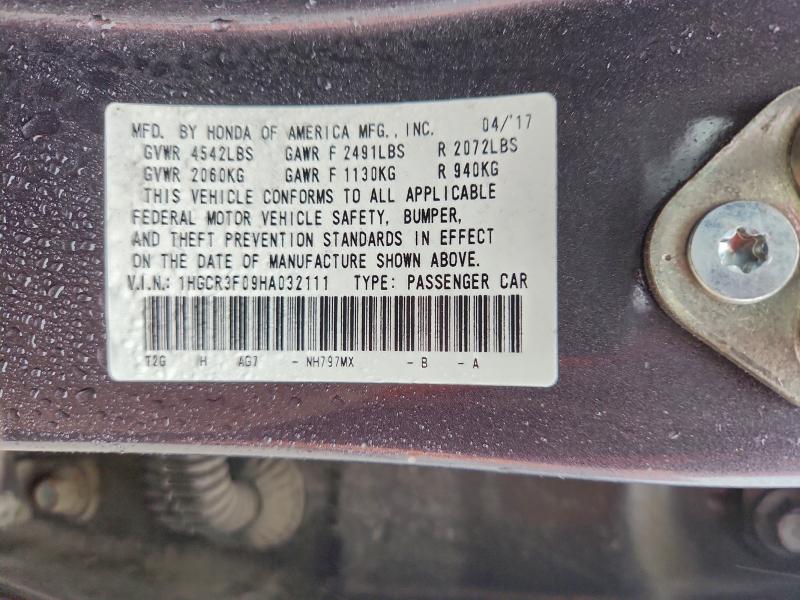 MFD. BY HONDA OF AMERICA MFG., INC. 04/'17
GVWR 4542LBS GAWR F 2491LBS R 2072LBS
GVWR 2060KG GAWR F 1130KG R 940KG
THIS VEHICLE CONFORMS TO ALL APPLICABLE
FEDERAL MOTOR VEHICLE SAFETY, BUMPER,
AND THEFT PREVENTION STANDARDS IN EFFECT
ON THE DATE OF MANUFACTURE SHOWN ABOVE.
V.I.N.: 1HGCR3F09HA032111 TYPE: PASSENGER CAR
T2G H AG7 - NH797MX - B - A